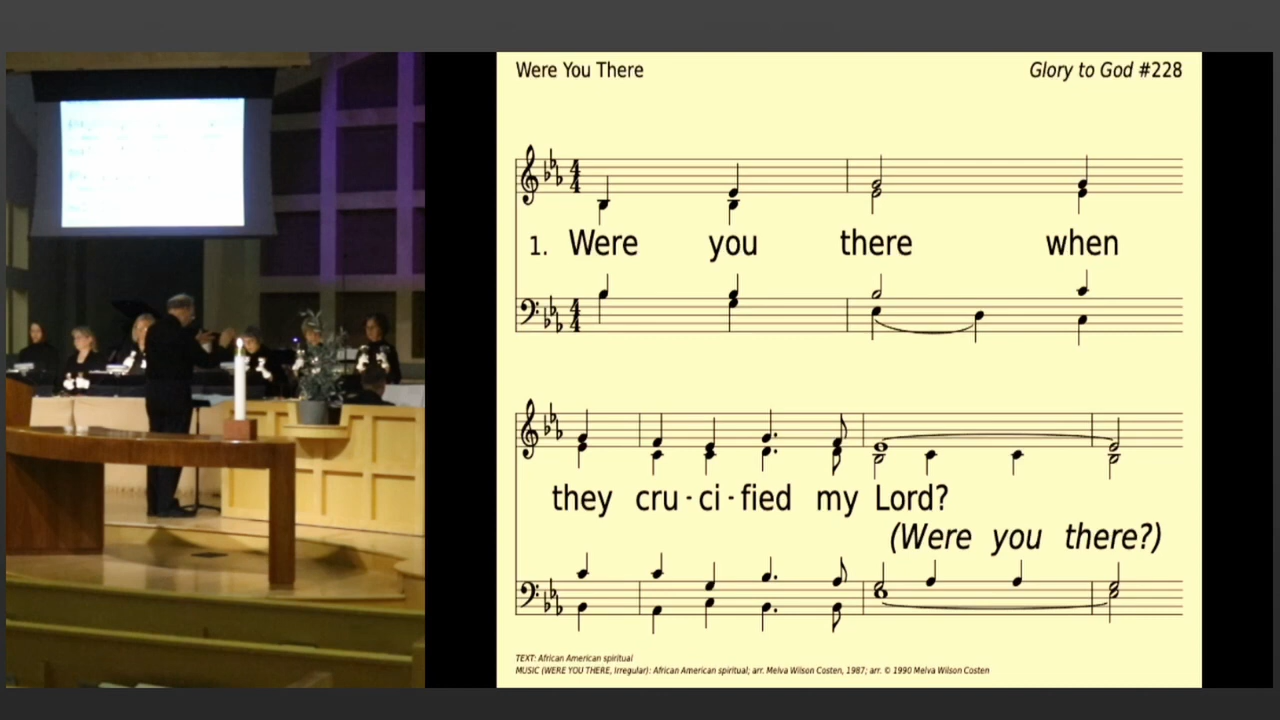 Were You There
Glory to God #228
1. Were you there when
they cru - ci - fied my Lord?
(Were you there?)
TEXT: African American spiritual
MUSIC (WERE YOU THERE, Irregular): African American spiritual; arr. Melva Wilson Costen, 1987; arr. © 1990 Melva Wilson Costen